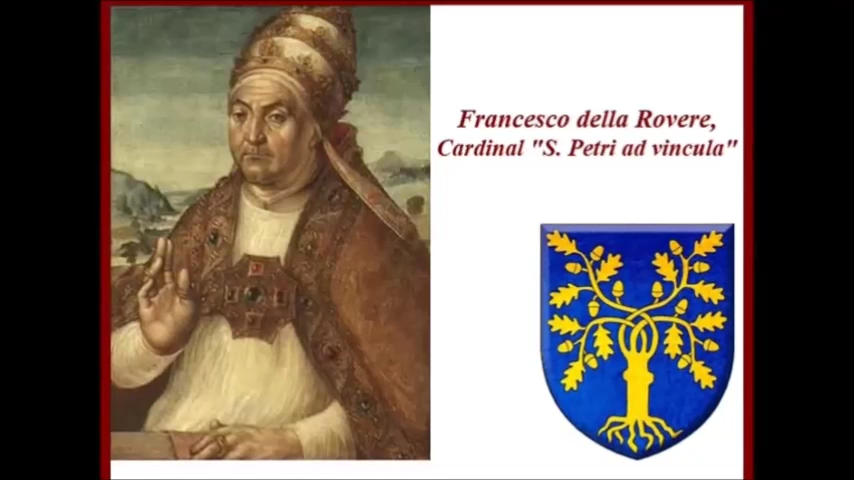 Francesco della Rovere,
Cardinal "S. Petri ad vincula"